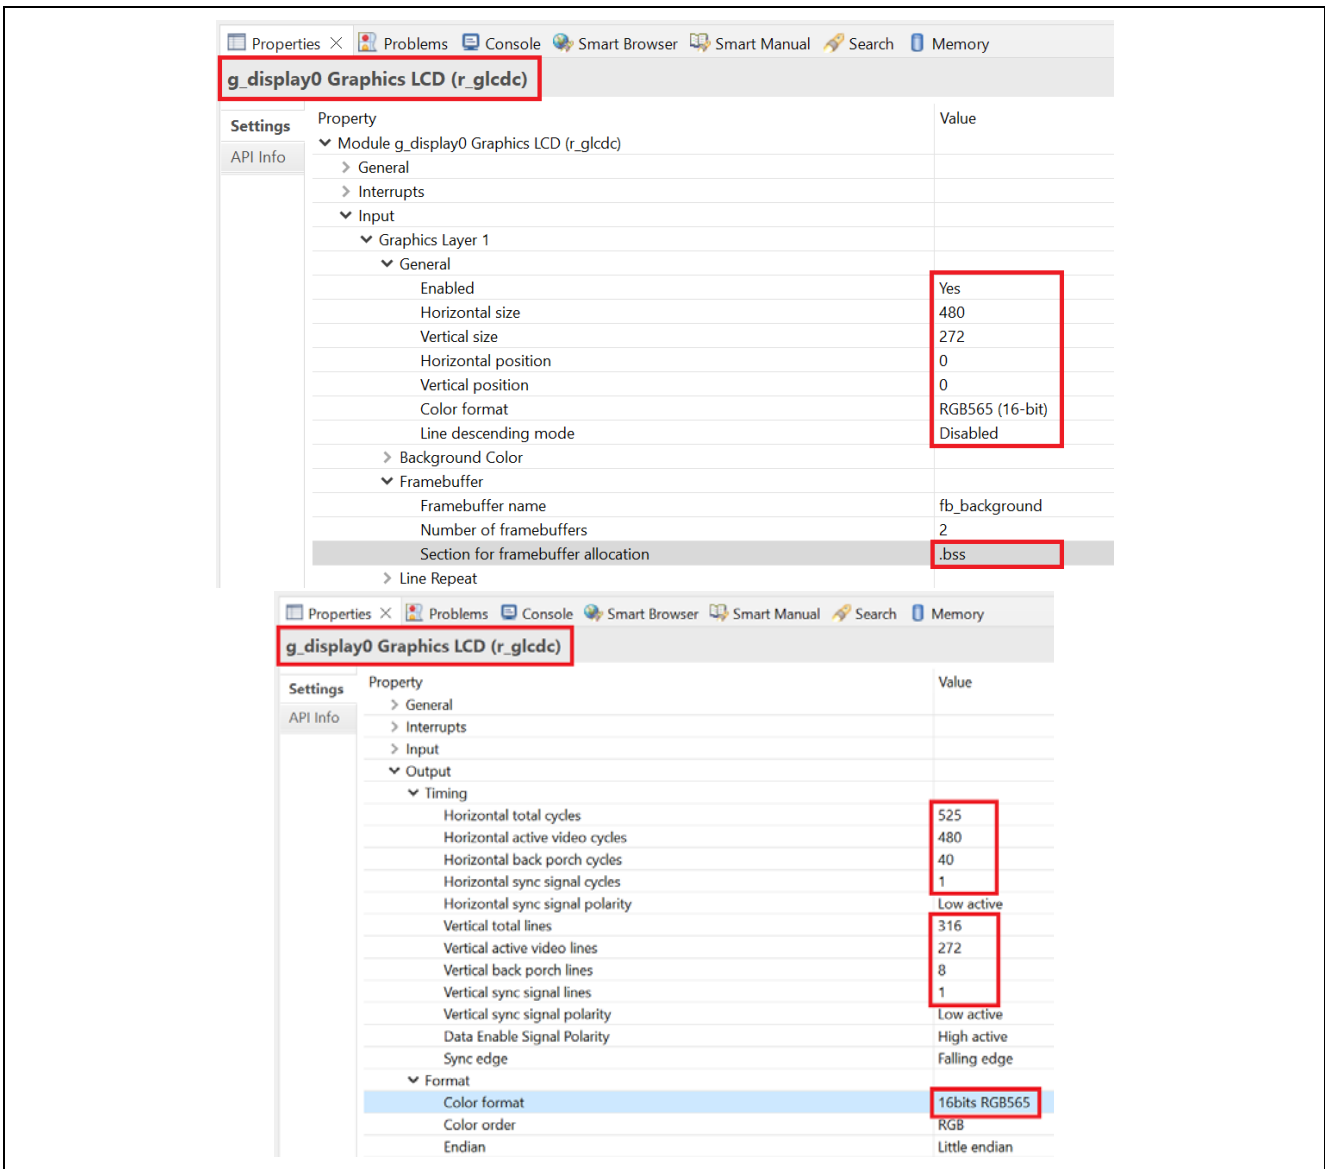 Properties Problems Console Smart Browser Smart Manual Search Memory
g_display0 Graphics LCD (r_glcdc)
Settings
API Info
Property Value
Module g_display0 Graphics LCD (r_glcdc)
General
Interrupts
Input
Graphics Layer 1
General
Enabled Yes
Horizontal size 480
Vertical size 272
Horizontal position 0
Vertical position 0
Color format RGB565 (16-bit)
Line descending mode Disabled
Background Color
Framebuffer
Framebuffer name fb_background
Number of framebuffers 2
Section for framebuffer allocation .bss
Line Repeat
Properties Problems Console Smart Browser Smart Manual Search Memory
g_display0 Graphics LCD (r_glcdc)
Settings
API Info
Property Value
General
Interrupts
Input
Output
Timing
Horizontal total cycles 525
Horizontal active video cycles 480
Horizontal back porch cycles 40
Horizontal sync signal cycles 1
Horizontal sync signal polarity Low active
Vertical total lines 316
Vertical active video lines 272
Vertical back porch lines 8
Vertical sync signal lines 1
Vertical sync signal polarity Low active
Data Enable Signal Polarity High active
Sync edge Falling edge
Format
Color format 16bits RGB565
Color order RGB
Endian Little endian